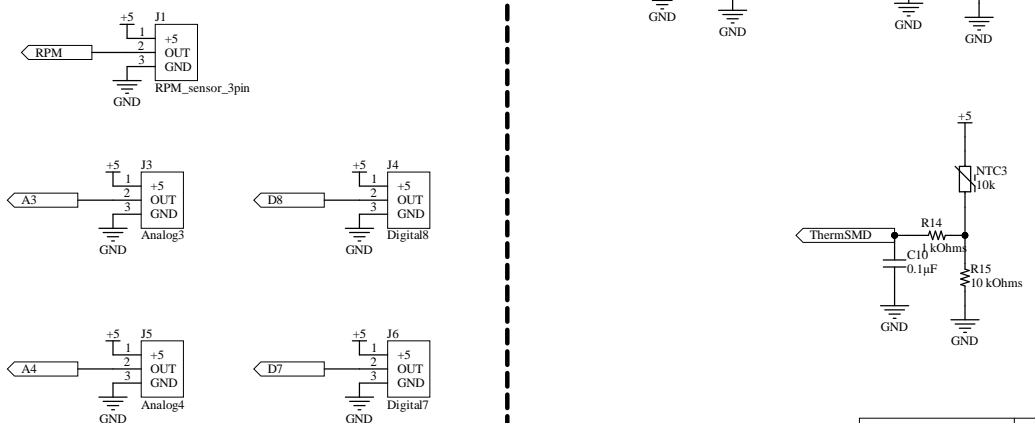 GND
GND
GND
GND
+5
J1
1
+5
RPM
2
OUT
3
GND
RPM_sensor_3pin
GND
+5
J3
1
+5
A3
2
OUT
3
GND
Analog3
GND
+5
J4
1
+5
D8
2
OUT
3
GND
Digital8
GND
+5
NTC3
10k
R14
1 kOhms
ThermSMD
C10
0.1µF
R15
10 kOhms
GND
GND
+5
J5
1
+5
A4
2
OUT
3
GND
Analog4
GND
+5
J6
1
+5
D7
2
OUT
3
GND
Digital7
GND